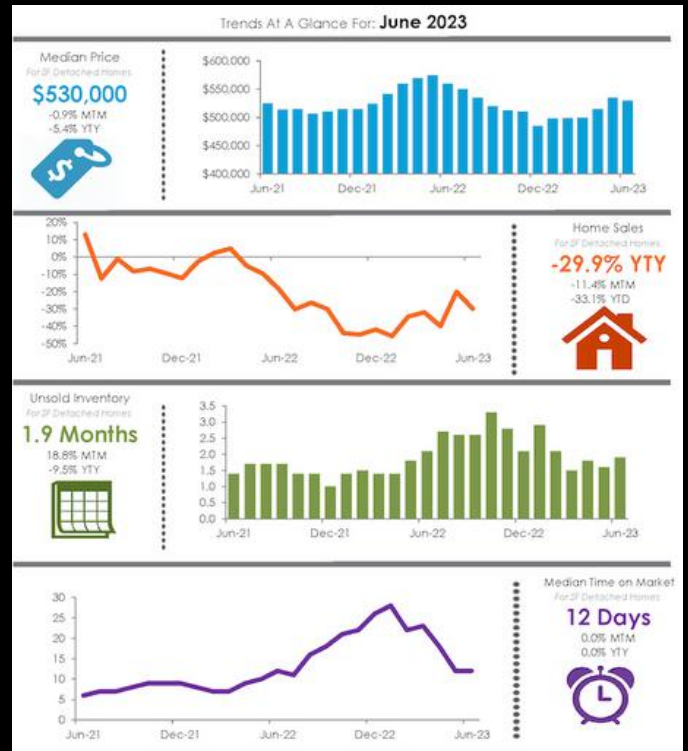 Trends At A Glance For: June 2023
Median Price
For SF Detached Homes
$530,000
-0.9% MTM
-5.4% YTY
$
$600,000
$550,000
$500,000
$450,000
$400,000
Jun-21 Dec-21 Jun-22 Dec-22 Jun-23
20%
10%
0%
-10%
-20%
-30%
-40%
-50%
Jun-21 Dec-21 Jun-22 Dec-22 Jun-23
Home Sales
For SF Detached Homes
-29.9% YTY
-11.4% MTM
-33.1% YTD
Unsold Inventory
For SF Detached Homes
1.9 Months
18.8% MTM
-9.5% YTY
3.5
3.0
2.5
2.0
1.5
1.0
0.5
0.0
Jun-21 Dec-21 Jun-22 Dec-22 Jun-23
30
25
20
15
10
5
0
Jun-21 Dec-21 Jun-22 Dec-22 Jun-23
Median Time on Market
For SF Detached Homes
12 Days
0.0% MTM
0.0% YTY